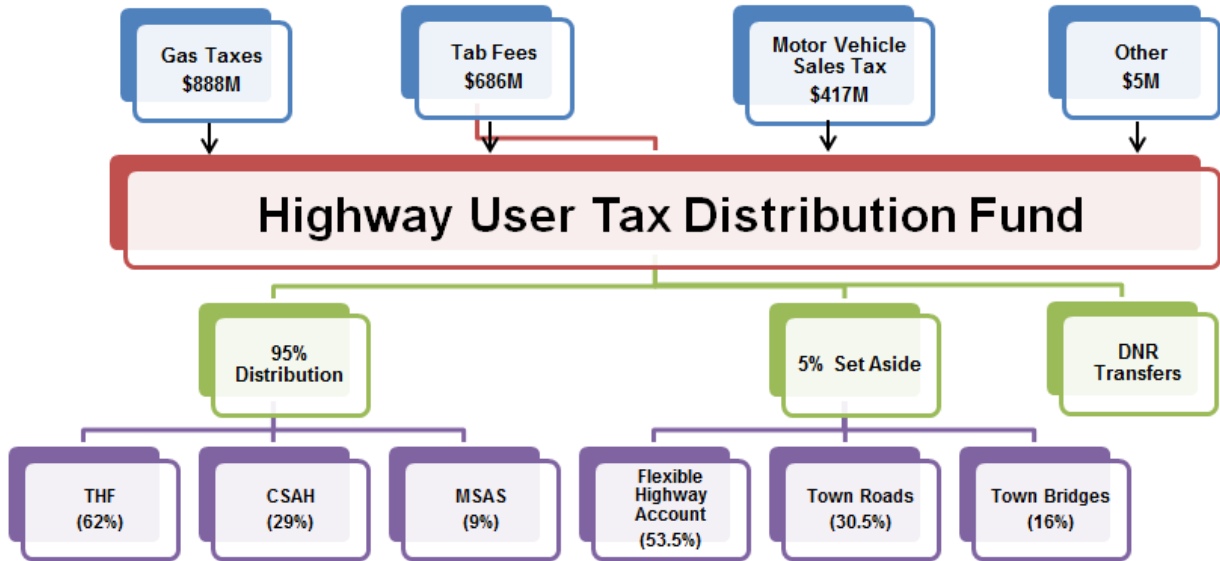 Gas Taxes
$888M
Tab Fees
$686M
Motor Vehicle
Sales Tax
$417M
Other
$5M
Highway User Tax Distribution Fund
95%
Distribution
5% Set Aside
DNR
Transfers
THF
(62%)
CSAH
(29%)
MSAS
(9%)
Flexible
Highway
Account
(53.5%)
Town Roads
(30.5%)
Town Bridges
(16%)